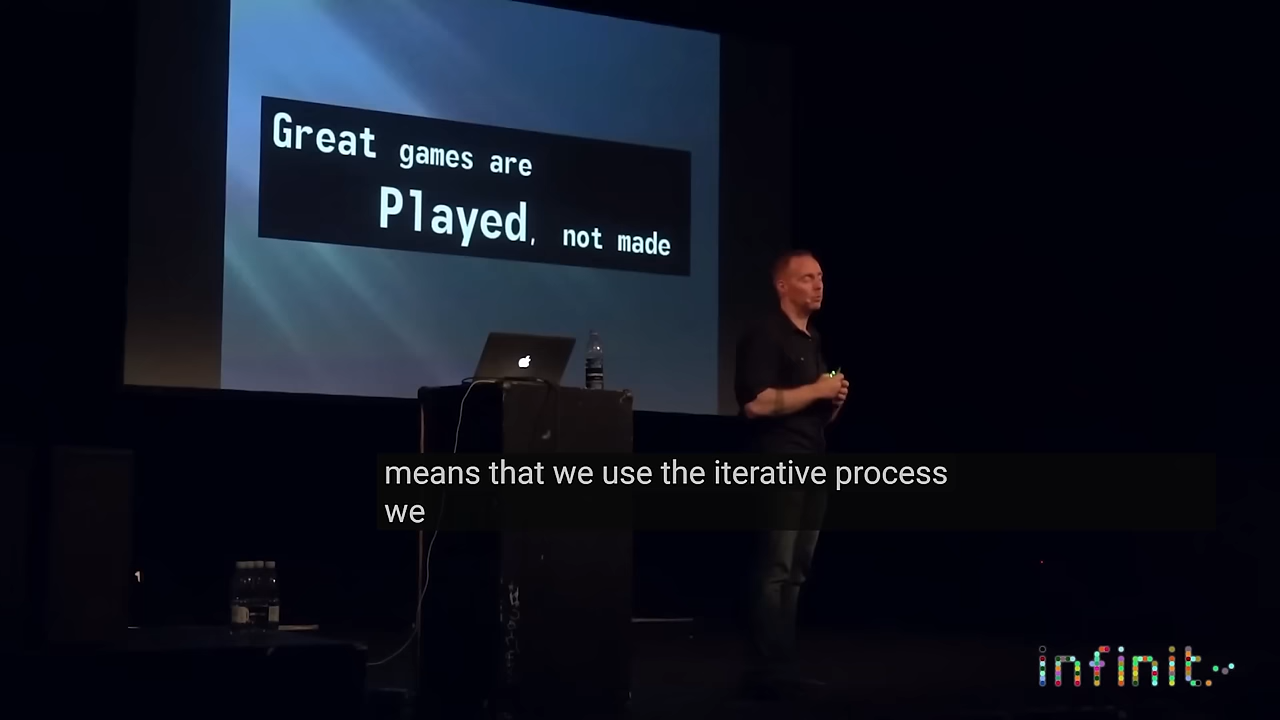 Great games are
Played, not made
means that we use the iterative process
we
infinit